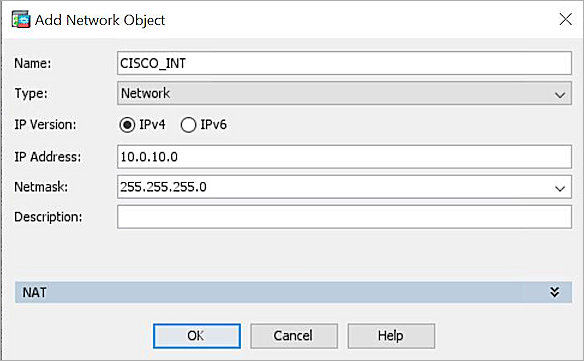 Add Network Object
Name: CISCO_INT
Type: Network
IP Version: IPv4 IPv6
IP Address: 10.0.10.0
Netmask: 255.255.255.0
Description:
NAT
OK Cancel Help